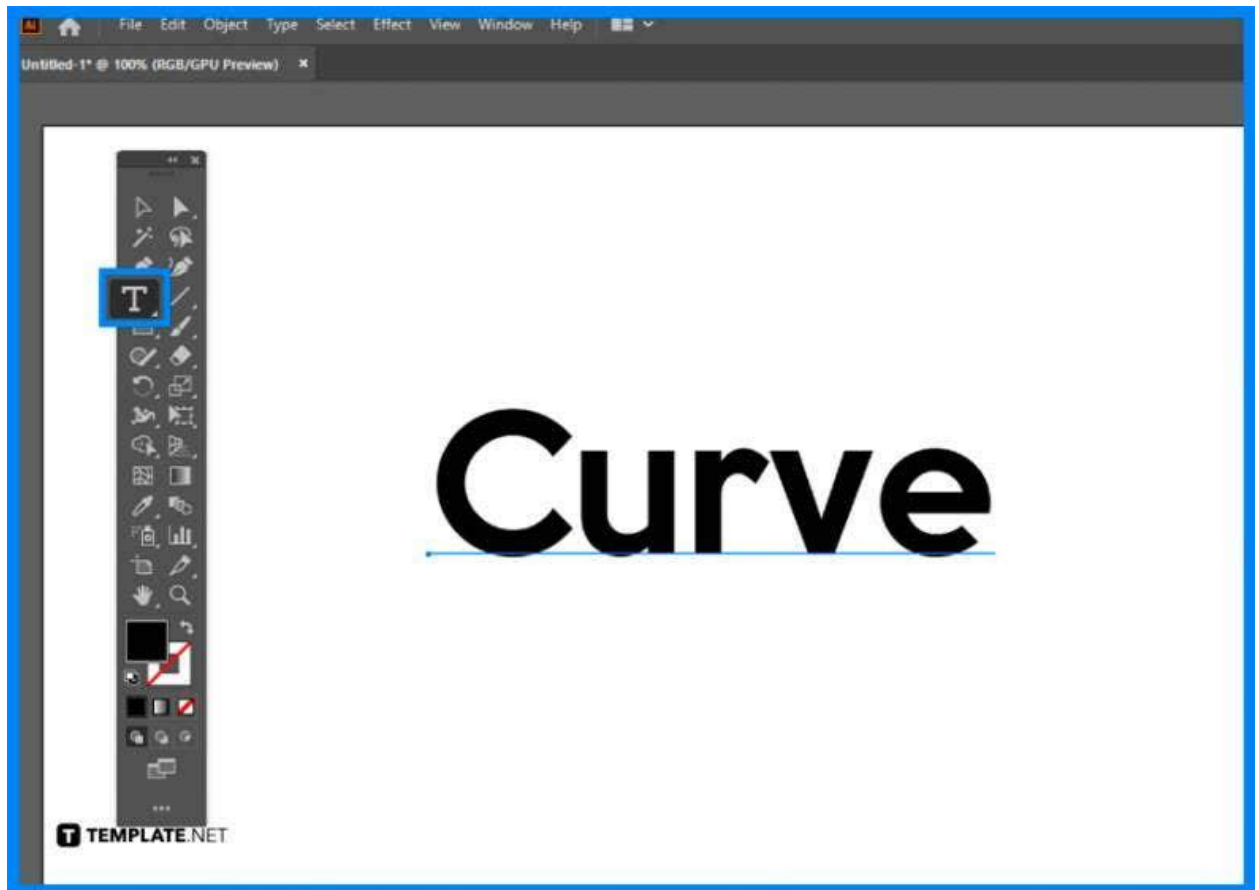 Ai File Edit Object Type Select Effect View Window Help
Untitled-1* @ 100% (RGB/GPU Preview) ×
T
Curve
T TEMPLATE.NET